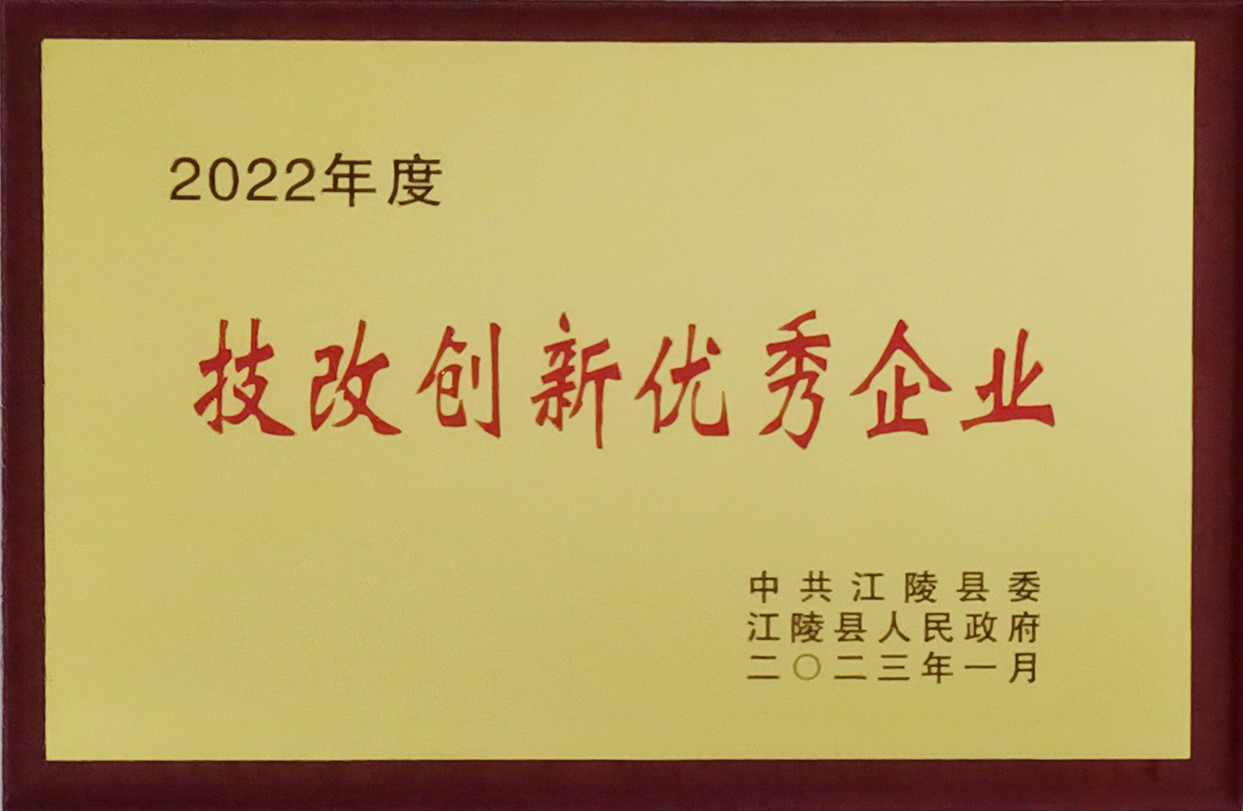 2022年度
技改创新优秀企业
中共江陵县委
江陵县人民政府
二〇二三年一月